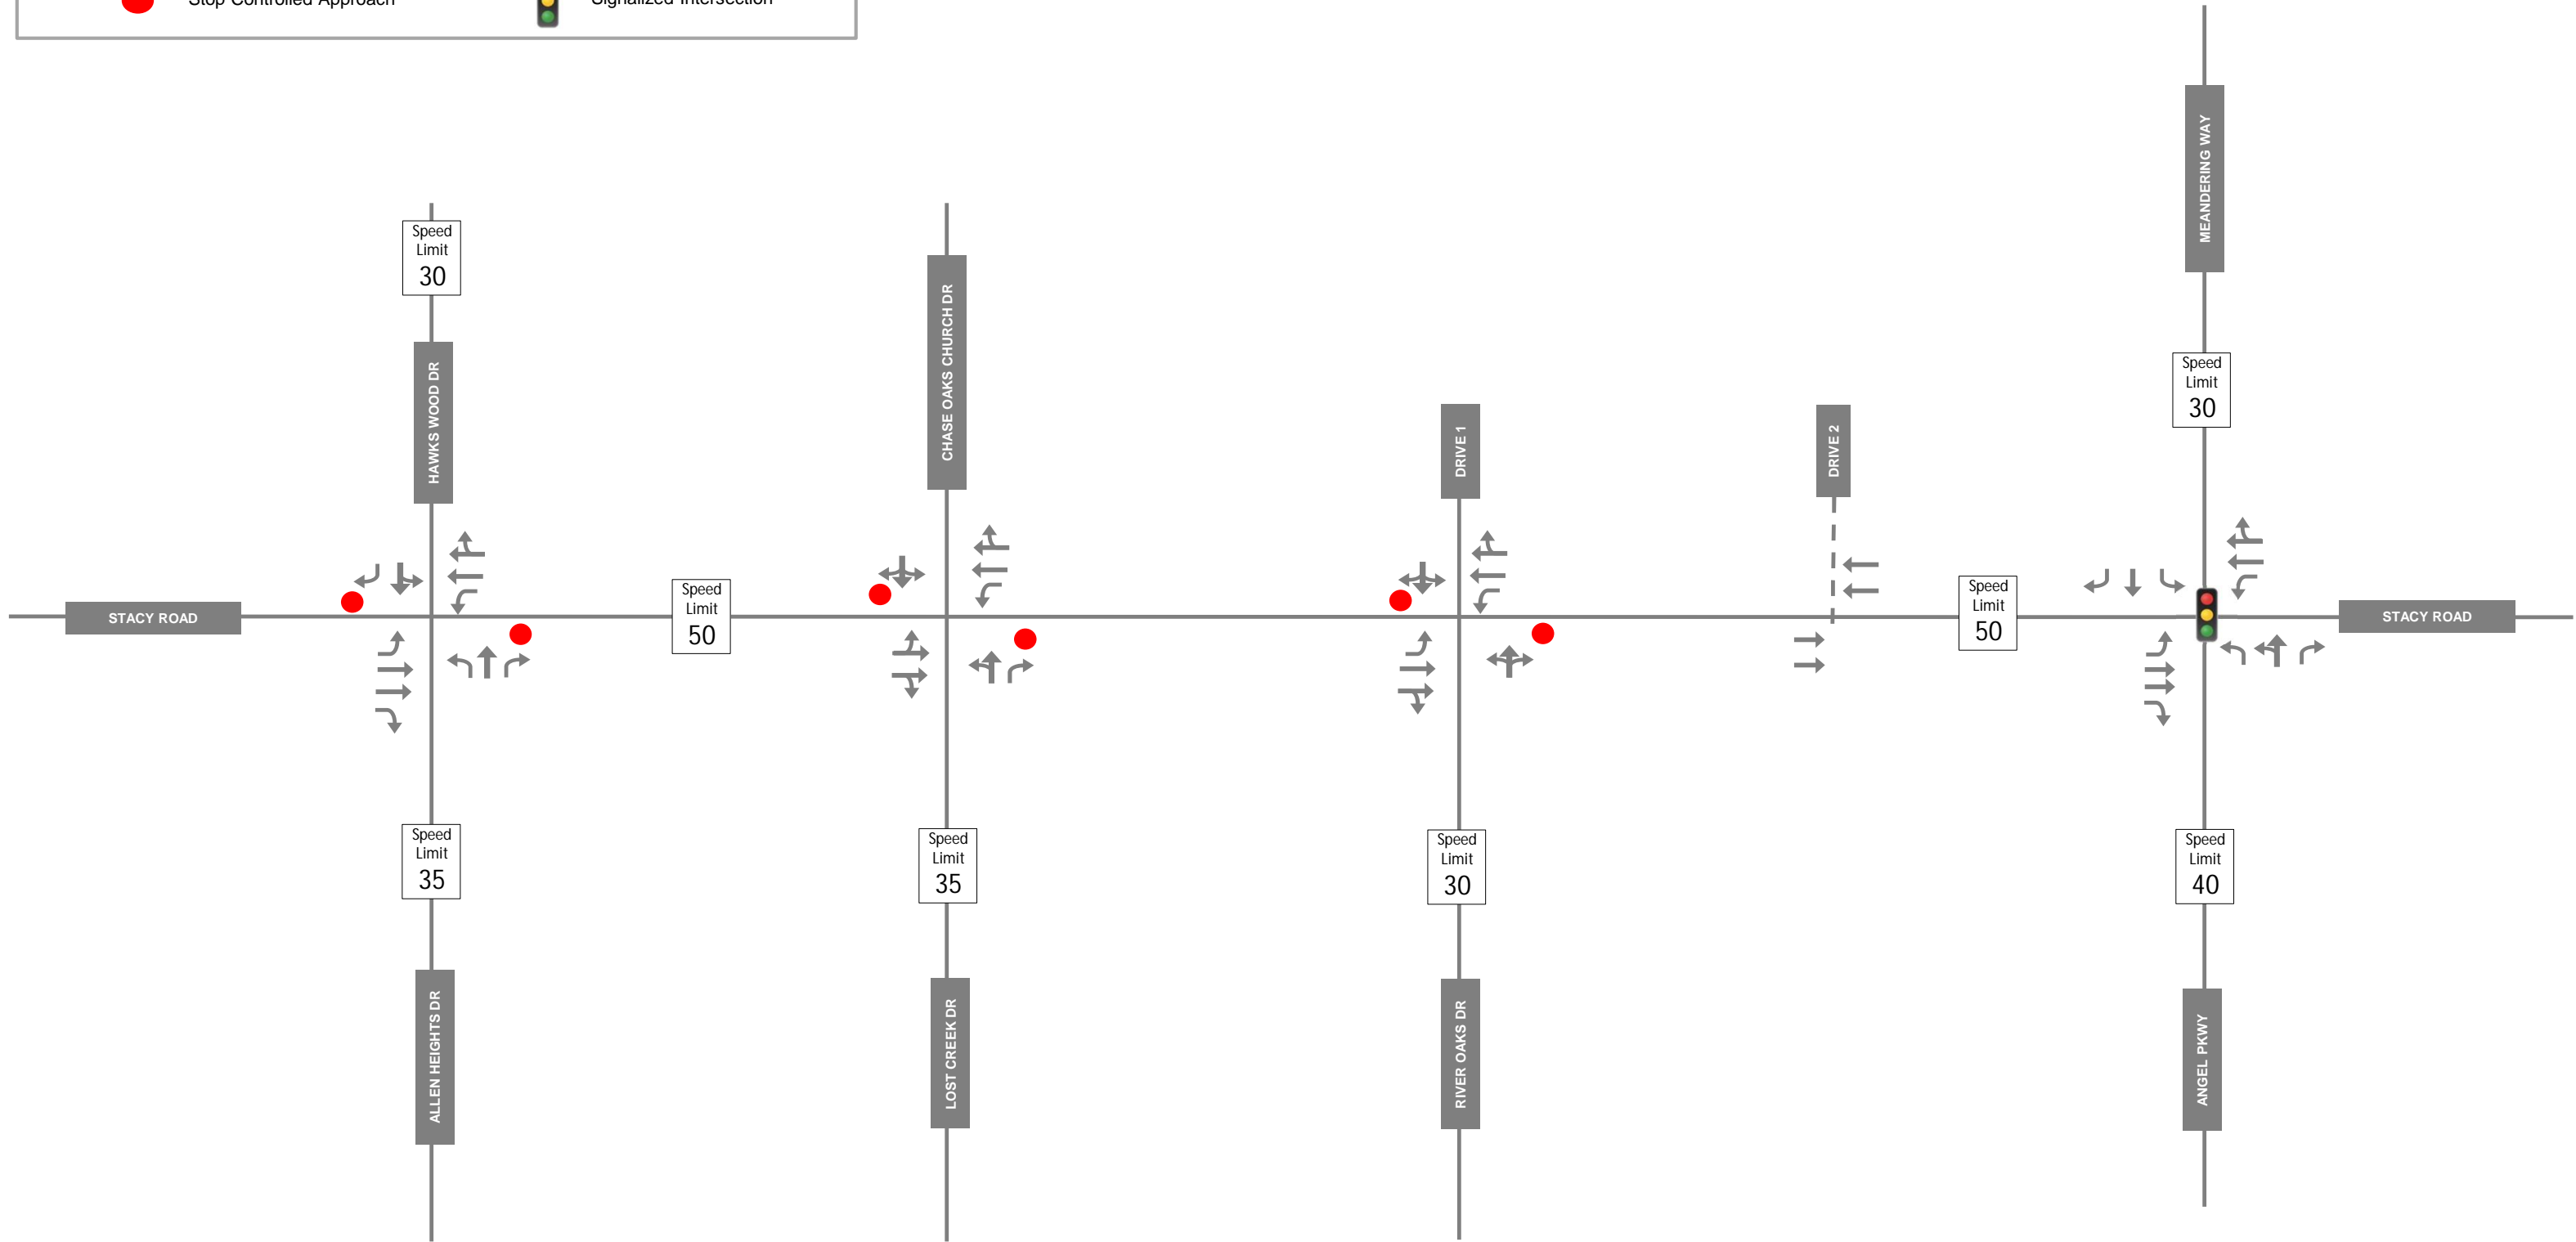 Stop Controlled Approach
Signalized Intersection
MEANDERING WAY
Speed
Limit
30
HAWKS WOOD DR
CHASE OAKS CHURCH DR
Speed
Limit
30
DRIVE 1
DRIVE 2
STACY ROAD
Speed
Limit
50
Speed
Limit
50
STACY ROAD
Speed
Limit
35
Speed
Limit
35
Speed
Limit
30
Speed
Limit
40
ALLEN HEIGHTS DR
LOST CREEK DR
RIVER OAKS DR
ANGEL PKWY